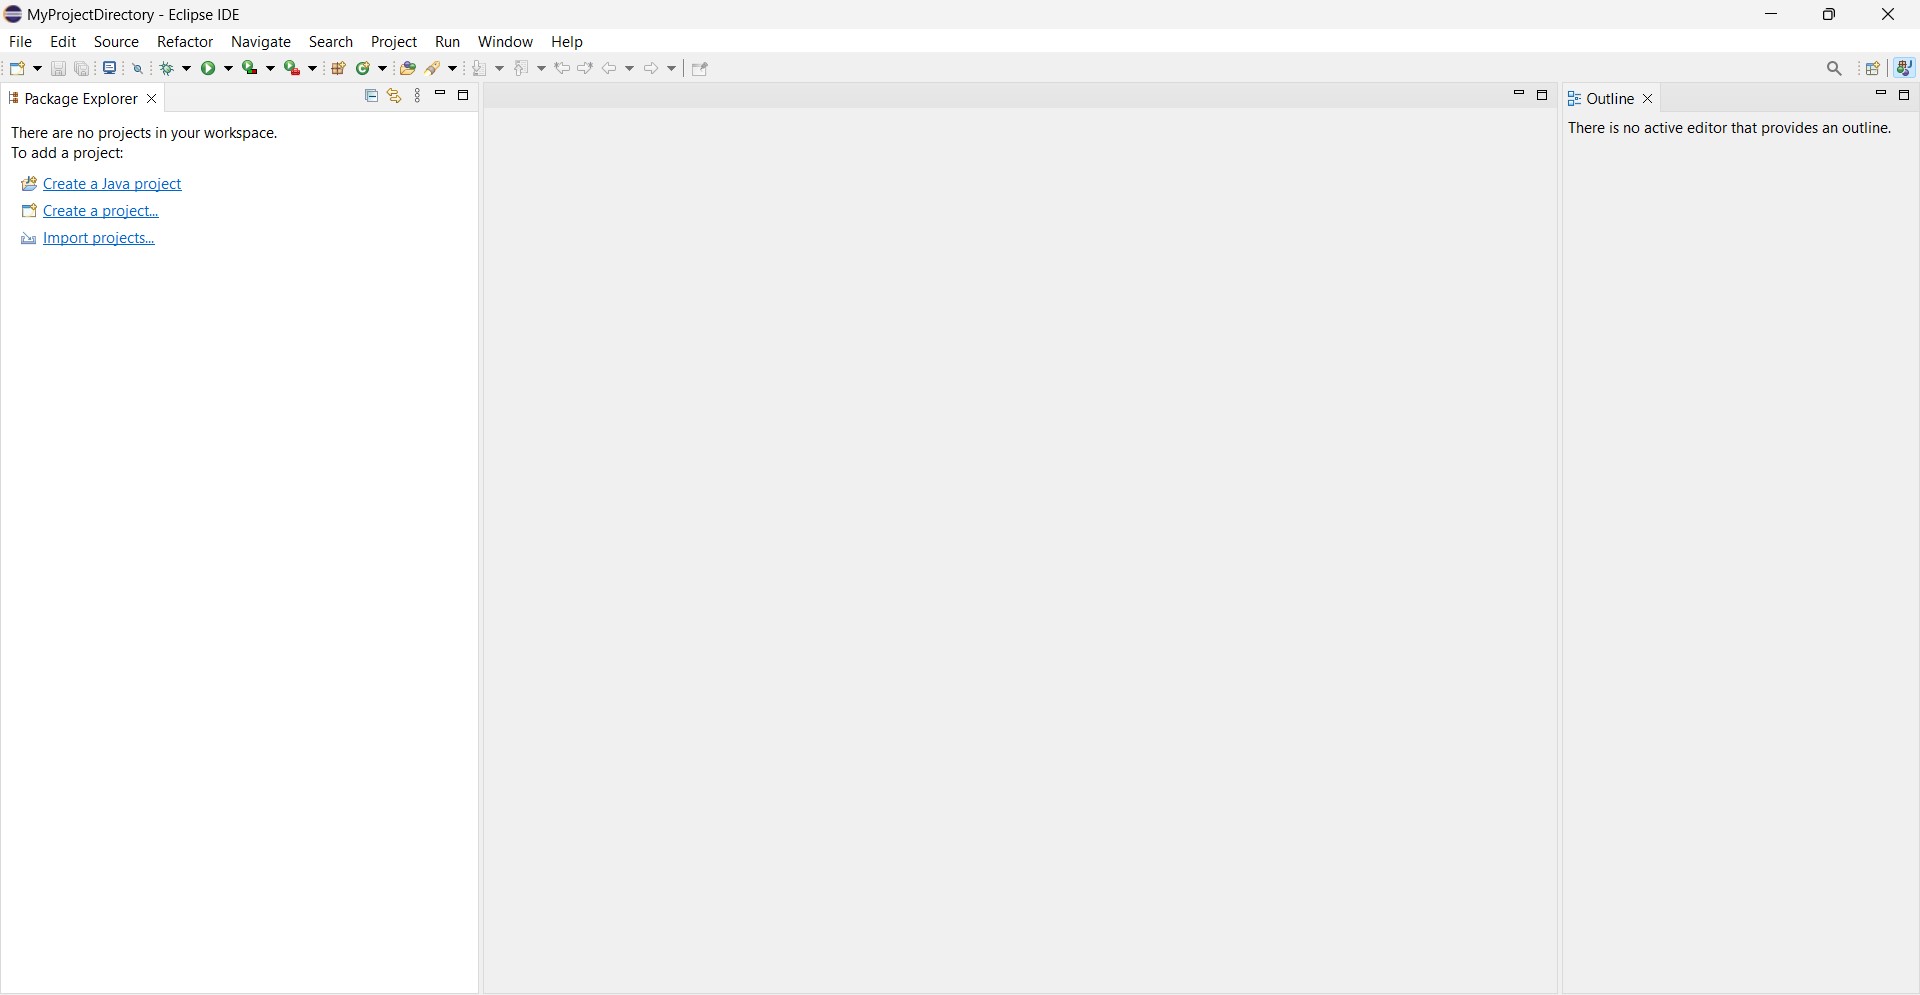 MyProjectDirectory - Eclipse IDE
File Edit Source Refactor Navigate Search Project Run Window Help
Package Explorer
There are no projects in your workspace.
To add a project:
Create a Java project
Create a project...
Import projects...
Outline
There is no active editor that provides an outline.